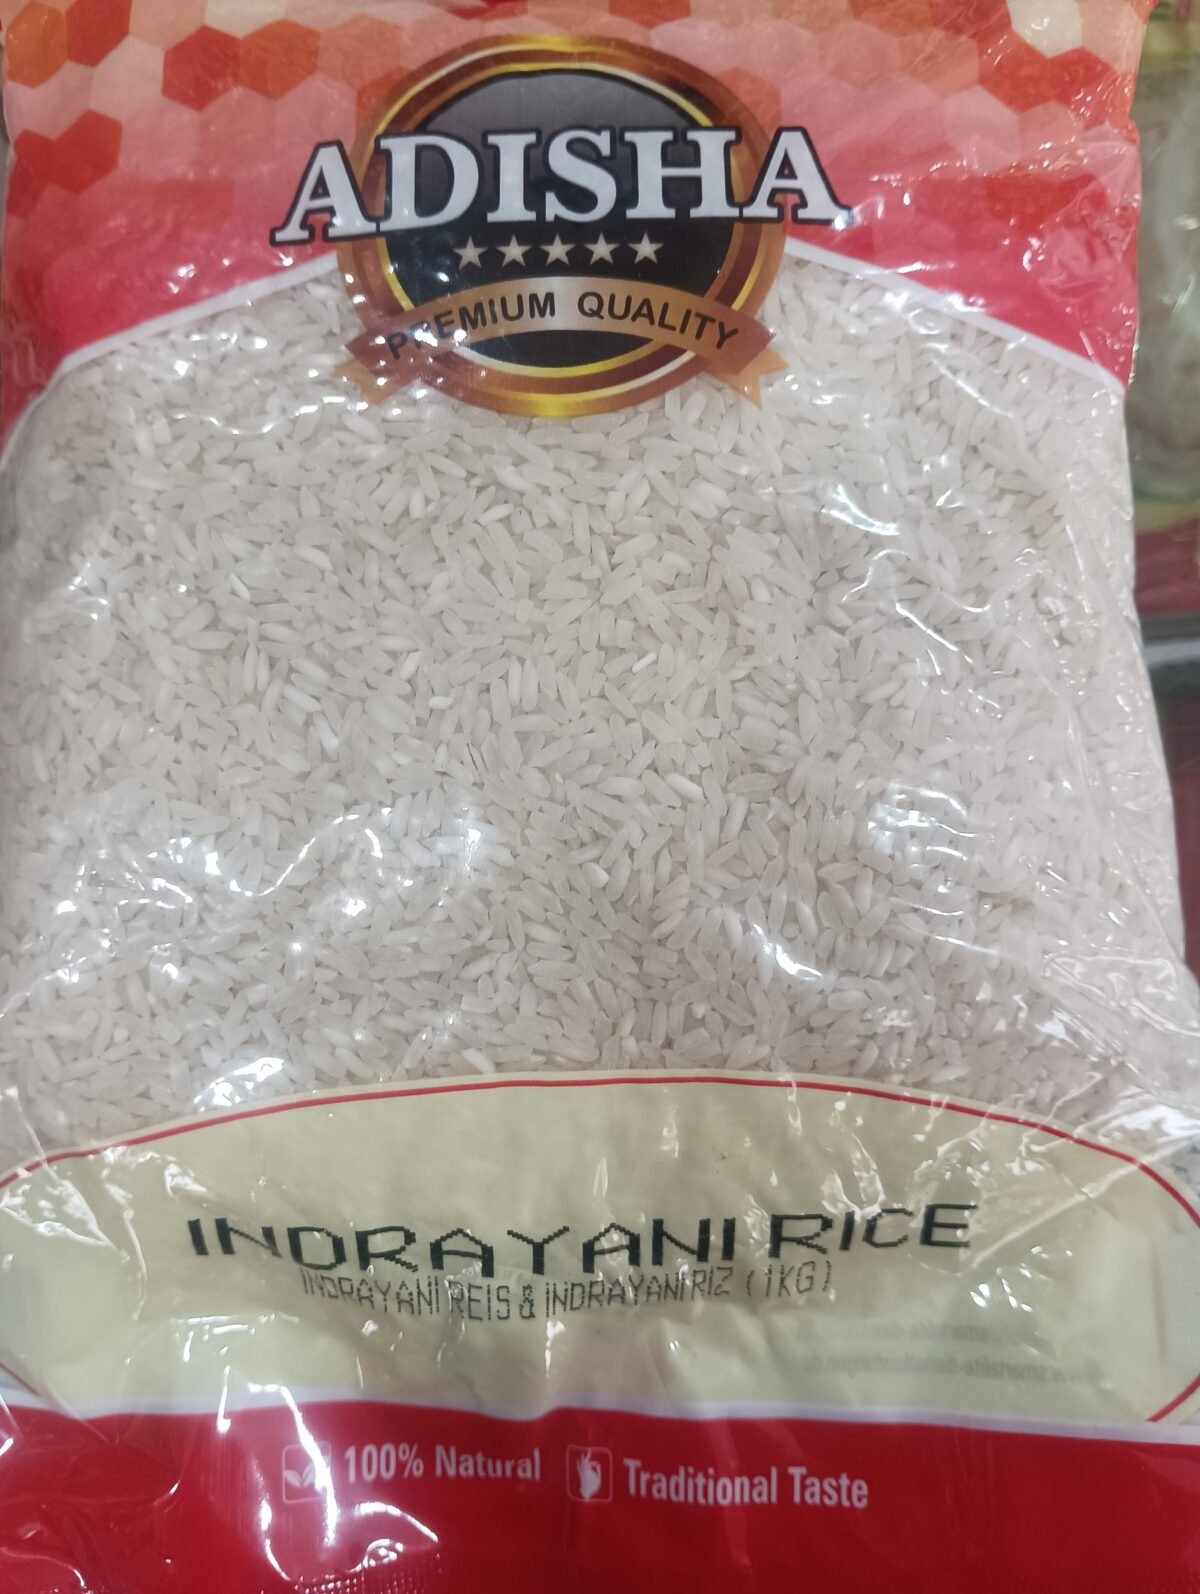 ADISHA
PREMIUM QUALITY
INDRAYANI RICE
INDRAYANI REIS & INDRAYANI RIZ (1KG)
100% Natural
Traditional Taste